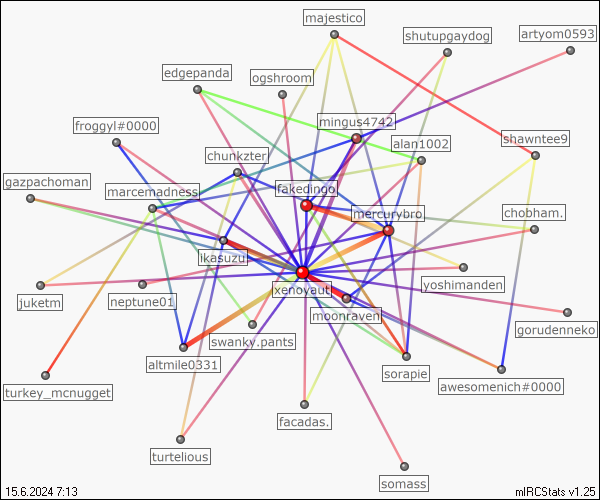 majestico
shutupgaydog
artyom0593
edgepanda
ogshroom
mingus4742
froggyl#0000
alan1002
shawntee9
chunkzter
gazpachoman
marcemadness
fakedingo
mercurybro
chobham.
ikasuzu
xenoyaut
yoshimanden
juketm
neptune01
moonraven
gorudenneko
swanky.pants
altmile0331
sorapie
awesomenich#0000
turkey_mcnugget
facadas.
turtelious
somass
15.6.2024 7:13
mIRCStats v1.25